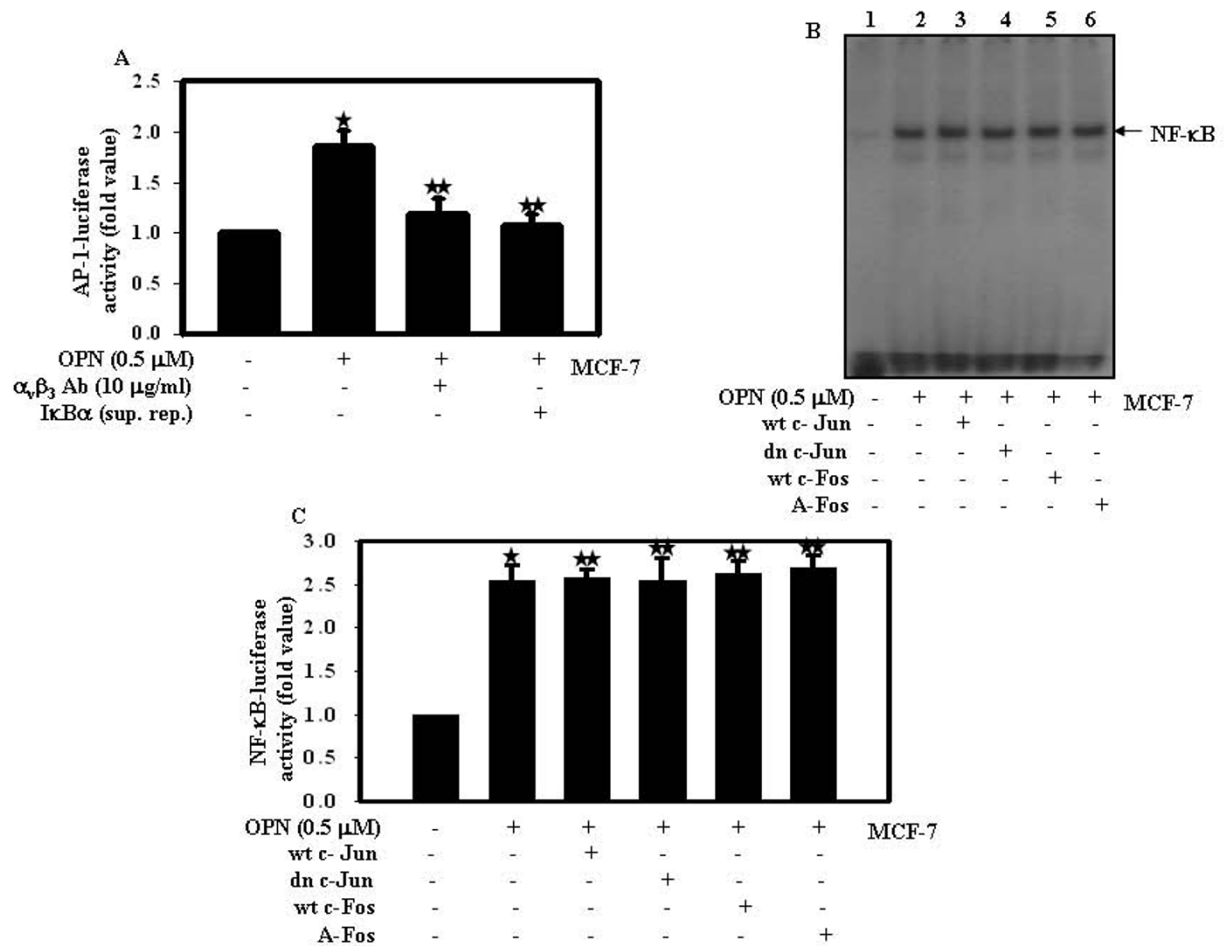 A
AP-1-luciferase
activity (fold value)
2.5
2.0
1.5
1.0
0.5
0.0
OPN (0.5 μM) - + + +
αvβ3 Ab (10 μg/ml) - - + -
IκBα (sup. rep.) - - - +
MCF-7
B
1 2 3 4 5 6
NF-κB
OPN (0.5 μM) - + + + + +
wt c- Jun - - + - - -
dn c-Jun - - - + - -
wt c-Fos - - - - + -
A-Fos - - - - - +
MCF-7
C
NF-κB-luciferase
activity (fold value)
3.0
2.5
2.0
1.5
1.0
0.5
0.0
OPN (0.5 μM) - + + + + +
wt c- Jun - - + - - -
dn c-Jun - - - + - -
wt c-Fos - - - - + -
A-Fos - - - - - +
MCF-7